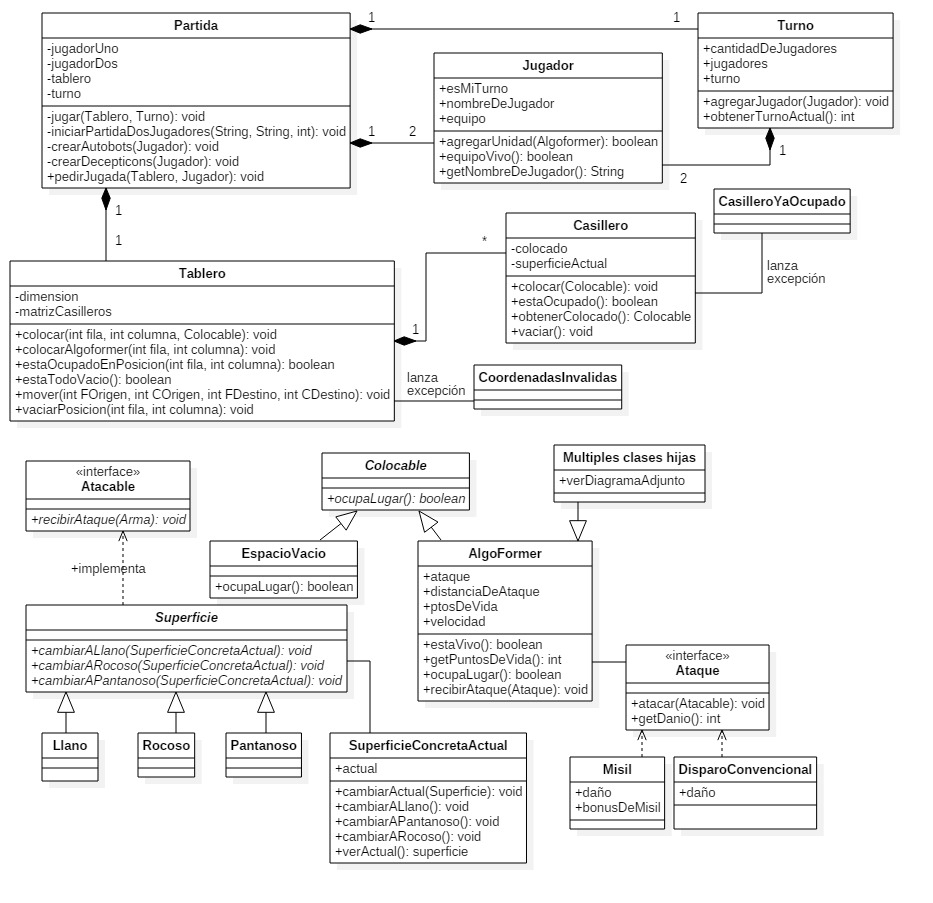 Partida
-jugadorUno
-jugadorDos
-tablero
-turno
-jugar(Tablero, Turno): void
-iniciarPartidaDosJugadores(String, String, int): void
-crearAutobots(Jugador): void
-crearDecepticons(Jugador): void
+pedirJugada(Tablero, Jugador): void
1
1
Turno
+cantidadDeJugadores
+jugadores
+turno
+agregarJugador(Jugador): void
+obtenerTurnoActual(): int
Jugador
+esMiTurno
+nombreDeJugador
+equipo
+agregarUnidad(Algoformer): boolean
+equipoVivo(): boolean
+getNombreDeJugador(): String
1
2
1
2
1
1
CasilleroYaOcupado
lanza
excepción
Casillero
-colocado
-superficieActual
+colocar(Colocable): void
+estaOcupado(): boolean
+obtenerColocado(): Colocable
+vaciar(): void
*
1
Tablero
-dimension
-matrizCasilleros
+colocar(int fila, int columna, Colocable): void
+colocarAlgoformer(int fila, int columna): void
+estaOcupadoEnPosicion(int fila, int columna): boolean
+estaTodoVacio(): boolean
+mover(int FOrigen, int COrigen, int FDestino, int CDestino): void
+vaciarPosicion(int fila, int columna): void
lanza
excepción
CoordenadasInvalidas
«interface»
Atacable
+recibirAtaque(Arma): void
+implementa
Colocable
+ocupaLugar(): boolean
Multiples clases hijas
+verDiagramaAdjunto
EspacioVacio
+ocupaLugar(): boolean
AlgoFormer
+ataque
+distanciaDeAtaque
+ptosDeVida
+velocidad
+estaVivo(): boolean
+getPuntosDeVida(): int
+ocupaLugar(): boolean
+recibirAtaque(Ataque): void
Superficie
+cambiarALlano(SuperficieConcretaActual): void
+cambiarARocoso(SuperficieConcretaActual): void
+cambiarAPantanoso(SuperficieConcretaActual): void
«interface»
Ataque
+atacar(Atacable): void
+getDanio(): int
Llano
Rocoso
Pantanoso
SuperficieConcretaActual
+actual
+cambiarActual(Superficie): void
+cambiarALlano(): void
+cambiarAPantanoso(): void
+cambiarARocoso(): void
+verActual(): superficie
Misil
+daño
+bonusDeMisil
DisparoConvencional
+daño